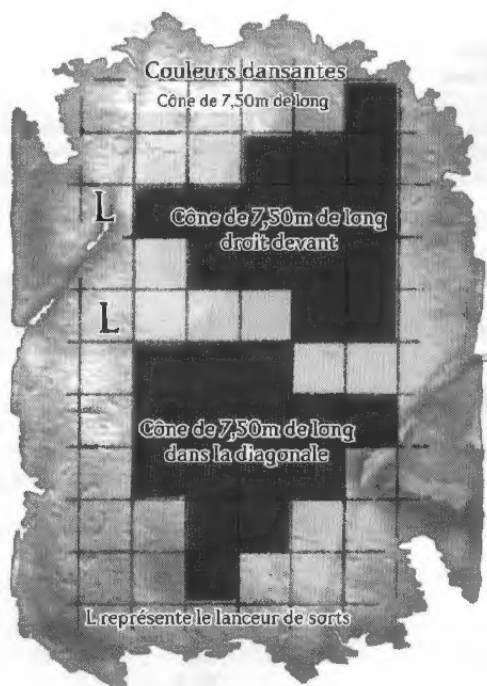 Couleurs dansantes
Cône de 7,50m de long
L
Cône de 7,50m de long
droit devant
L
Cône de 7,50m de long
dans la diagonale
L représente le lanceur de sorts